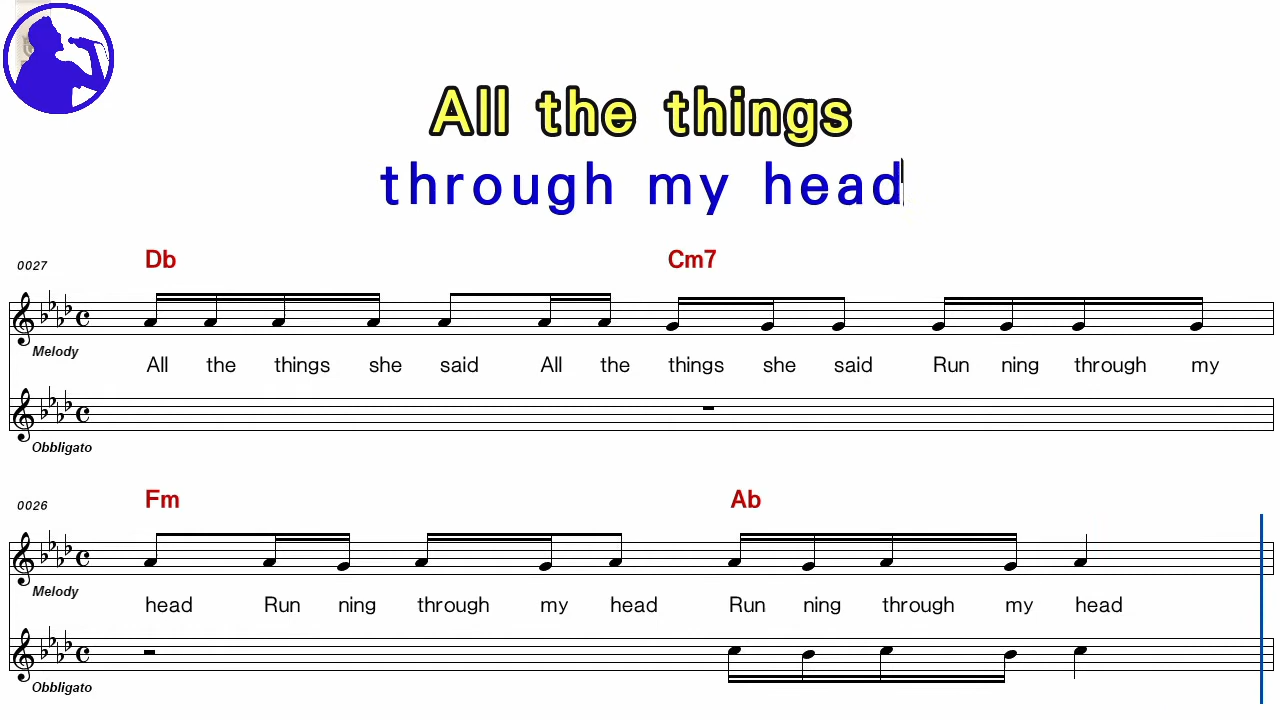 All the things
through my head
0027
Db Cm7
Melody
All the things she said All the things she said Run ning through my
Obbligato
0026
Fm Ab
Melody
head Run ning through my head Run ning through my head
Obbligato